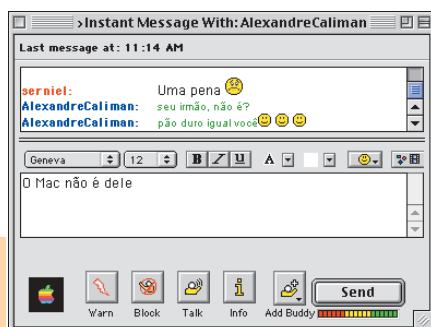 >Instant Message With: AlexandreCaliman
Last message at: 11:14 AM
serniel: Uma pena
AlexandreCaliman: seu irmão, não é?
AlexandreCaliman: pão duro igual você
Geneva 12 B I U A
O Mac não é dele
Warn Block Talk Info Add Buddy Send